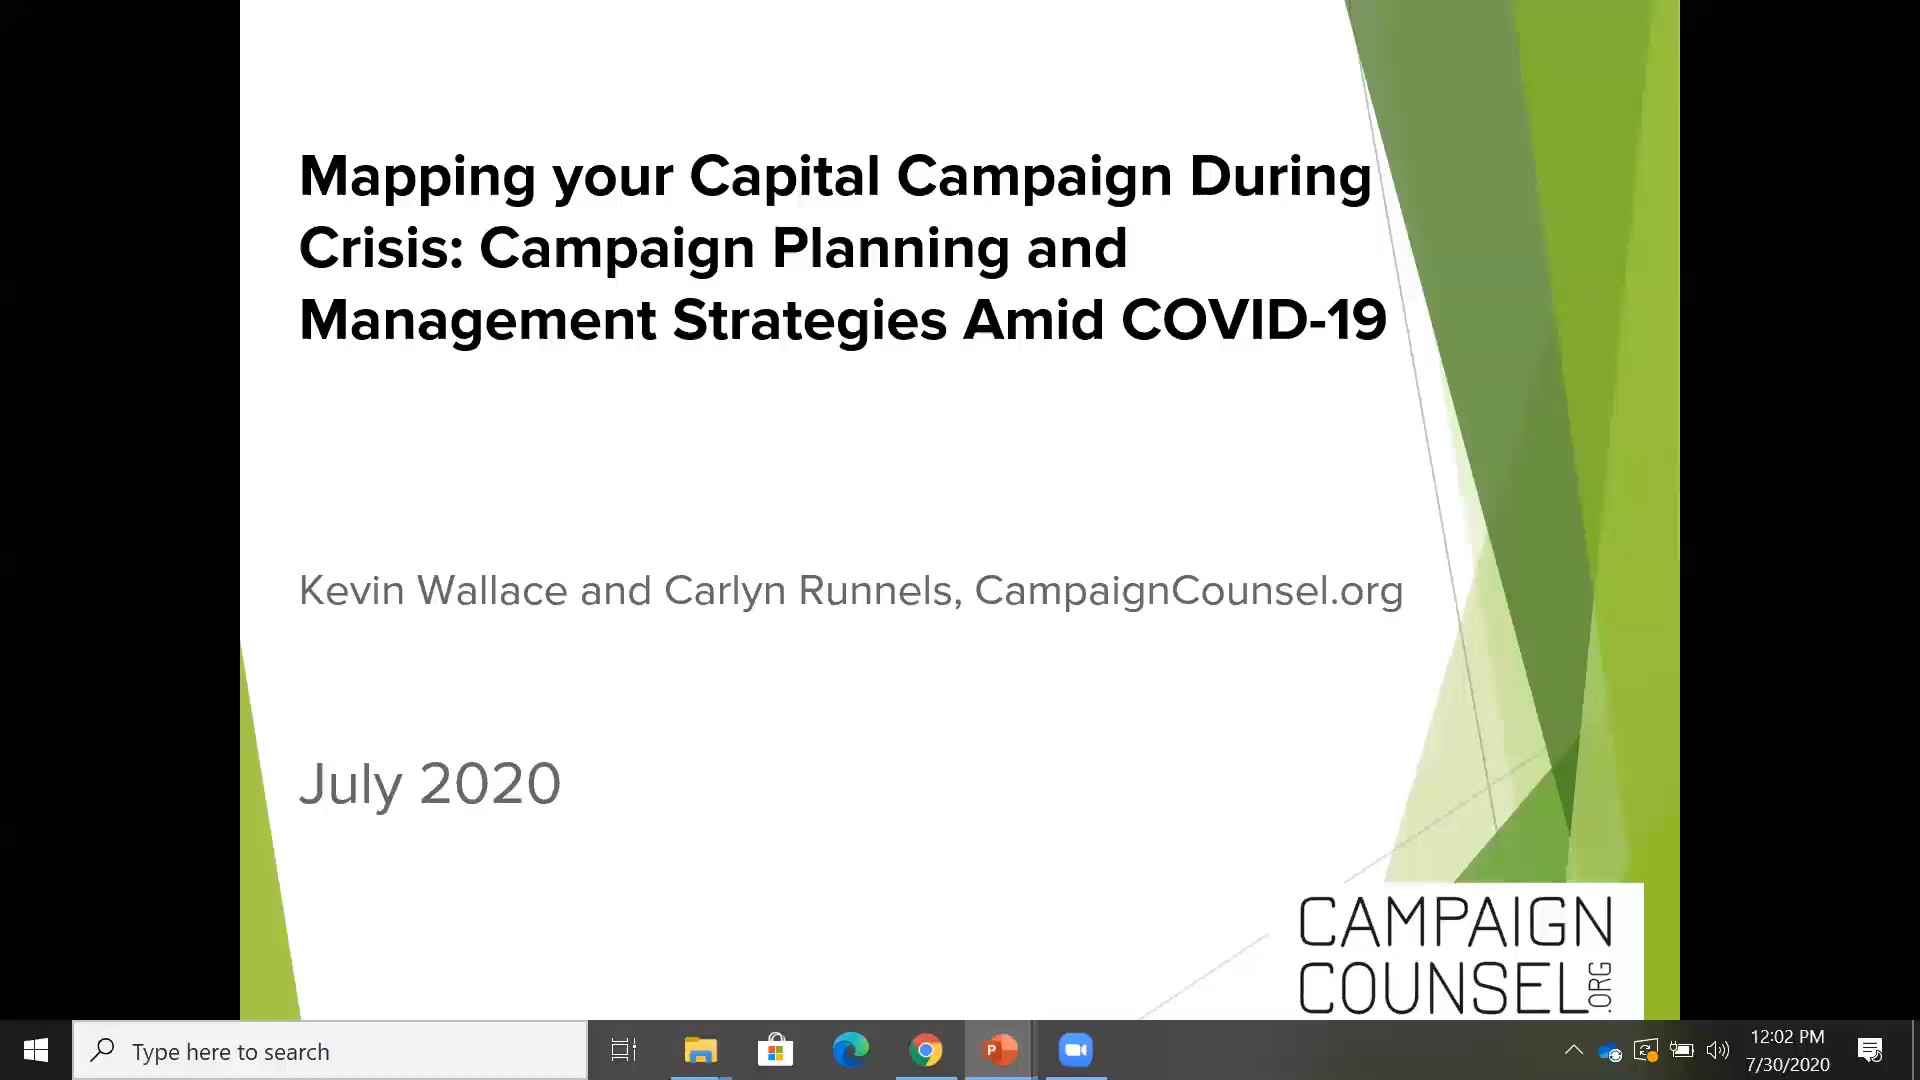 Mapping your Capital Campaign During
Crisis: Campaign Planning and
Management Strategies Amid COVID-19
Kevin Wallace and Carlyn Runnels, CampaignCounsel.org
July 2020
CAMPAIGN
COUNSEL.ORG
Type here to search
12:02 PM
7/30/2020